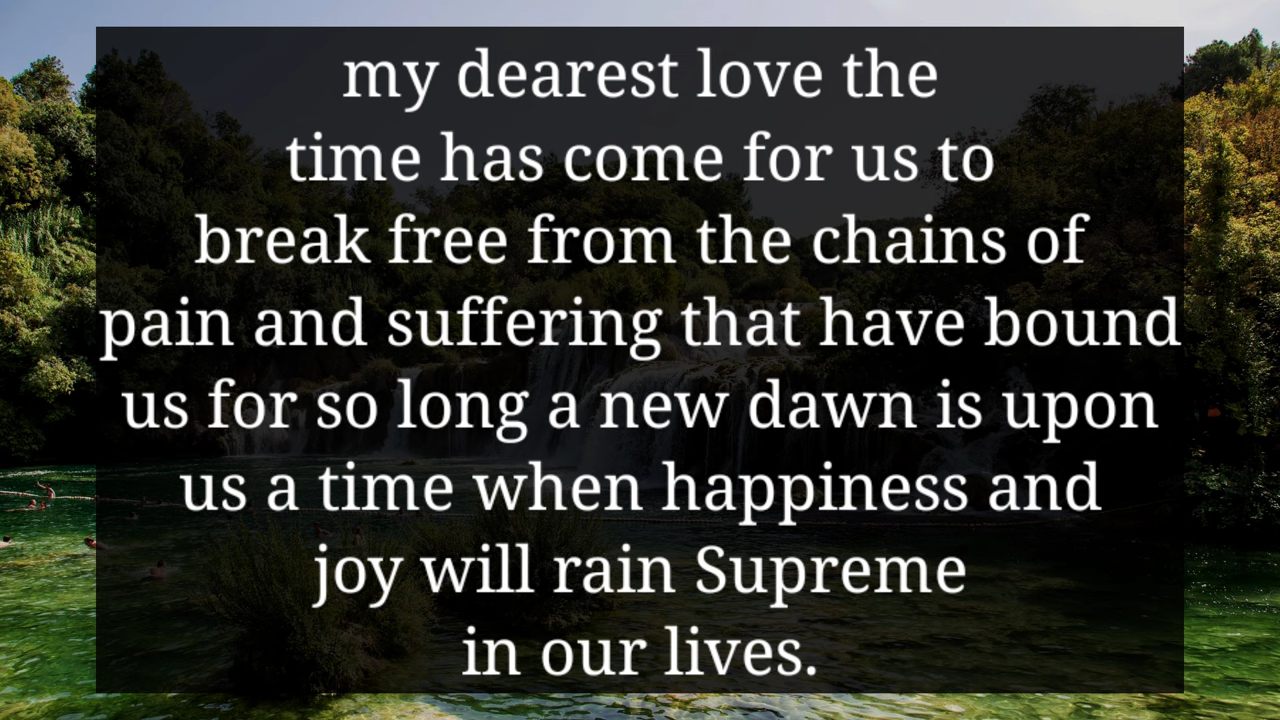 my dearest love the
time has come for us to
break free from the chains of
pain and suffering that have bound
us for so long a new dawn is upon
us a time when happiness and
joy will rain Supreme
in our lives.